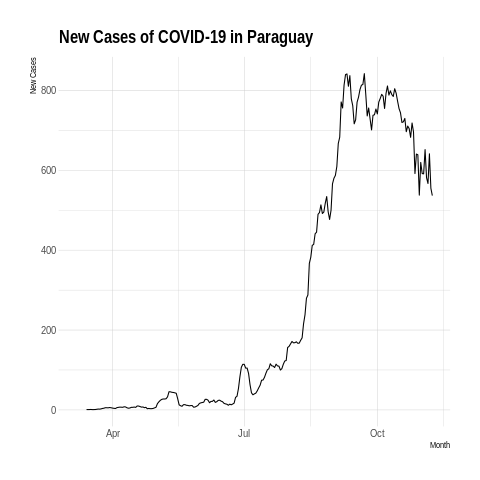 New Cases of COVID-19 in Paraguay
New Cases
800
600
400
200
0
Apr
Jul
Oct
Month